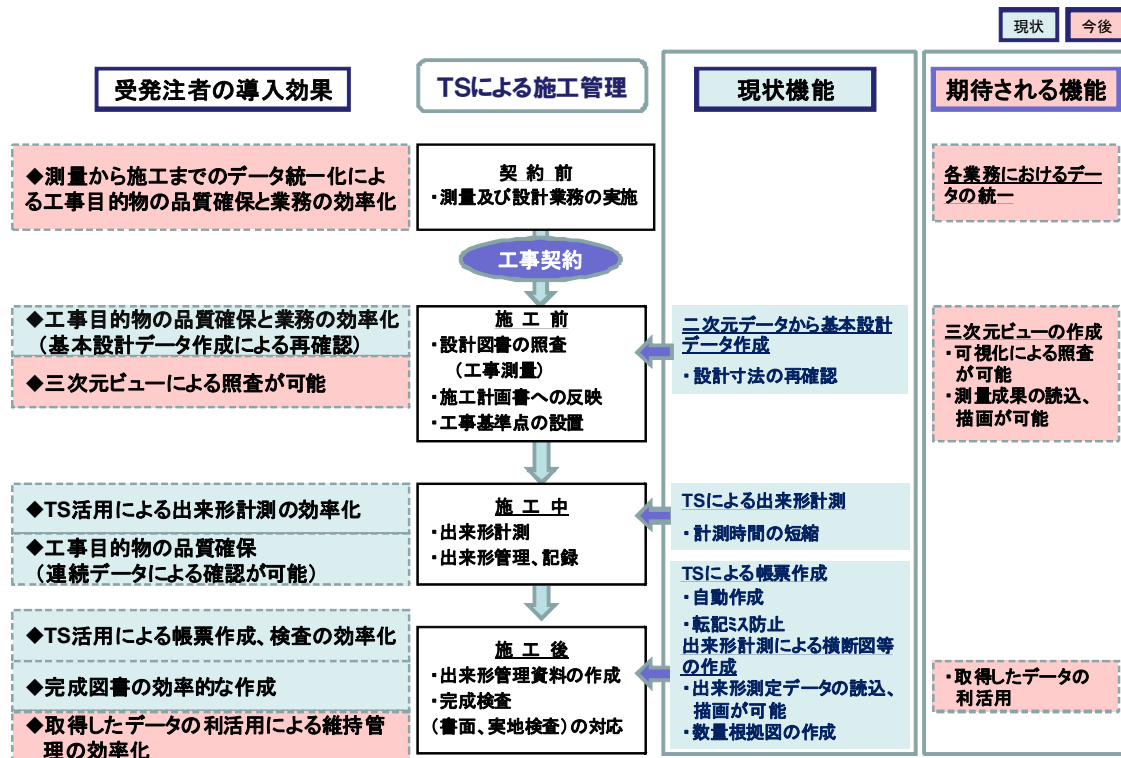 現状
今後
受発注者の導入効果
TSによる施工管理
現状機能
期待される機能
◆測量から施工までのデータ統一化によ
る工事目的物の品質確保と業務の効率化
契 約 前
・測量及び設計業務の実施
各業務におけるデー
タの統一
工事契約
◆工事目的物の品質確保と業務の効率化
（基本設計データ作成による再確認）
◆三次元ビューによる照査が可能
施 工 前
・設計図書の照査
（工事測量）
・施工計画書への反映
・工事基準点の設置
二次元データから基本設計
データ作成
・設計寸法の再確認
三次元ビューの作成
・可視化による照査
が可能
・測量成果の読込、
描画が可能
◆TS活用による出来形計測の効率化
◆工事目的物の品質確保
（連続データによる確認が可能）
施 工 中
・出来形計測
・出来形管理、記録
TSによる出来形計測
・計測時間の短縮
◆TS活用による帳票作成、検査の効率化
◆完成図書の効率的な作成
◆取得したデータの利活用による維持管
理の効率化
施 工 後
・出来形管理資料の作成
・完成検査
（書面、実地検査）の対応
TSによる帳票作成
・自動作成
・転記ミス防止
出来形計測による横断図等
の作成
・出来形測定データの読込、
描画が可能
・数量根拠図の作成
・取得したデータの
利活用